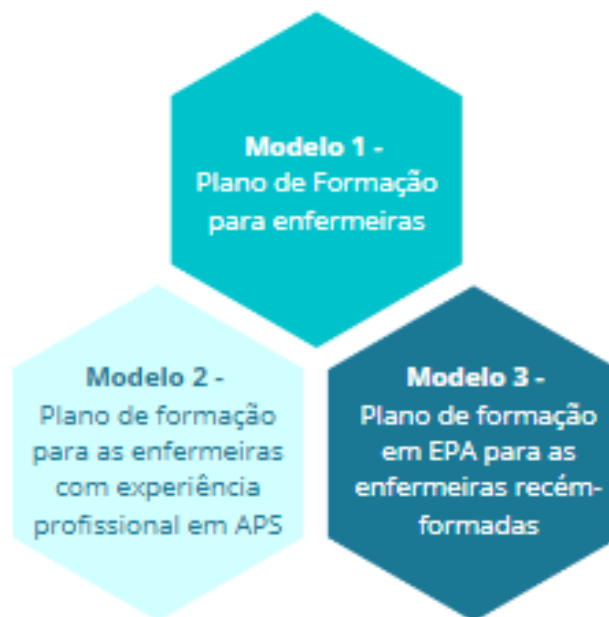 Modelo 1 -
Plano de Formação
para enfermeiras
Modelo 2 -
Plano de formação
para as enfermeiras
com experiência
profissional em APS
Modelo 3 -
Plano de formação
em EPA para as
enfermeiras recém-
formadas